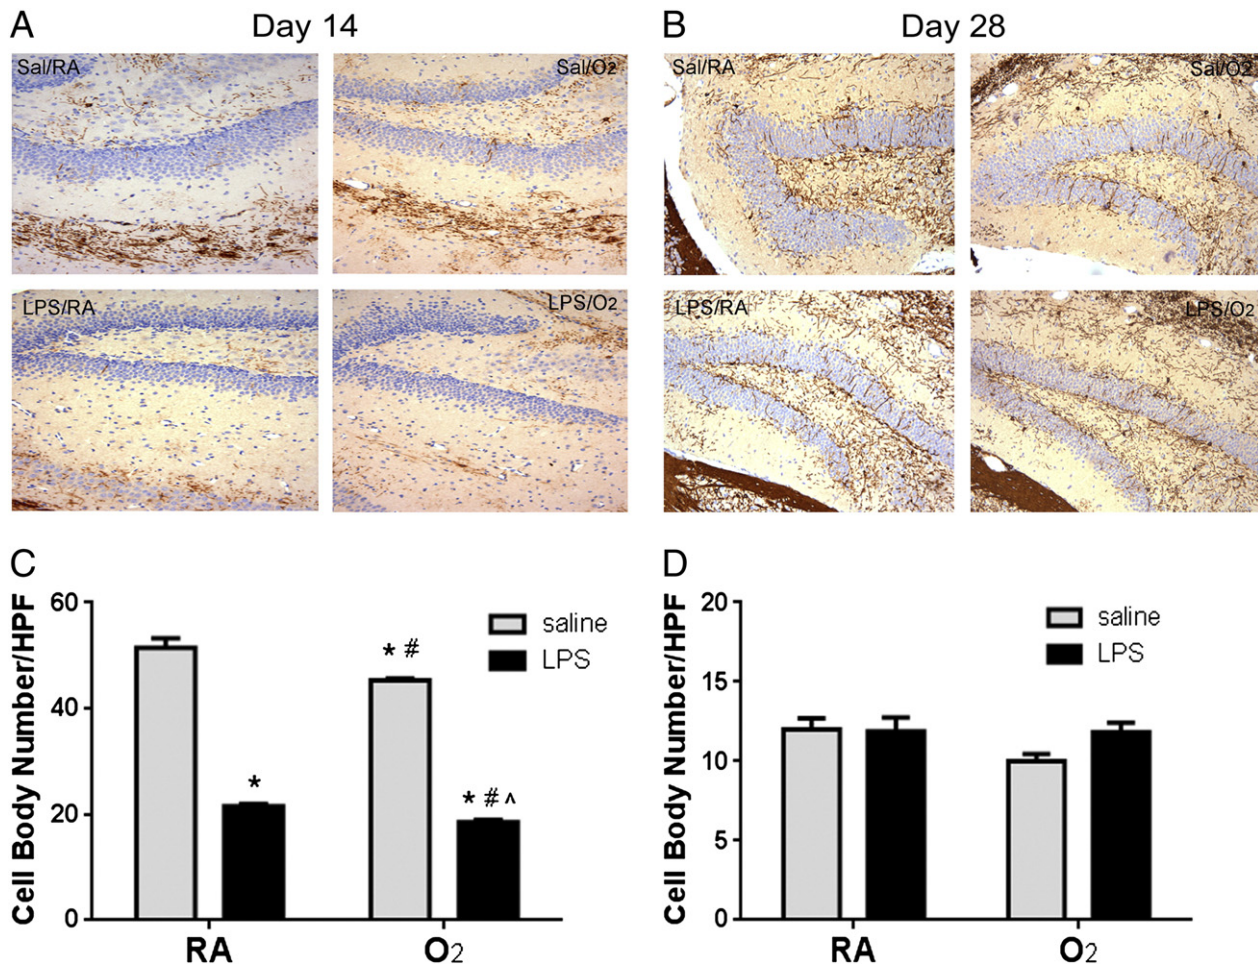 A
Day 14
B
Day 28
Sal/RA
Sal/O2
Sal/RA
Sal/O2
LPS/RA
LPS/O2
LPS/RA
LPS/O2
C
Cell Body Number/HPF
60
40
20
0
saline
LPS
*
* #
* # ^
RA
O2
D
Cell Body Number/HPF
20
15
10
5
0
saline
LPS
RA
O2